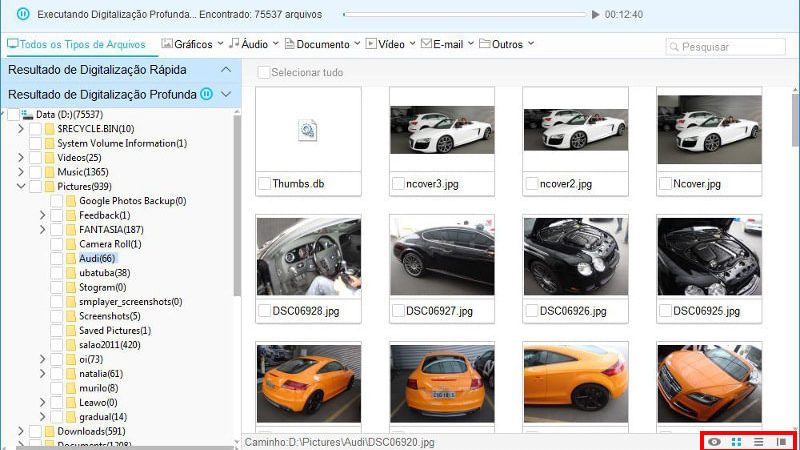 Executando Digitalização Profunda... Encontrado: 75537 arquivos
00:12:40
Todos os Tipos de Arquivos
Gráficos
Áudio
Documento
Vídeo
E-mail
Outros
Pesquisar
Resultado de Digitalização Rápida
Resultado de Digitalização Profunda
Selecionar tudo
Data (D:)(75537)
$RECYCLE.BIN(10)
System Volume Information(1)
Videos(25)
Music(1365)
Pictures(939)
Google Photos Backup(0)
Feedback(1)
FANTASIA(187)
Camera Roll(1)
Audi(66)
ubatuba(38)
Stogram(0)
smplayer_screenshots(0)
Screenshots(5)
Saved Pictures(1)
salao2011(420)
oi(73)
natalia(61)
murilo(8)
Leawo(0)
gradual(14)
Downloads(591)
Documents(1208)
Thumbs.db
ncover3.jpg
ncover2.jpg
Ncover.jpg
DSC06928.jpg
DSC06927.jpg
DSC06926.jpg
DSC06925.jpg
Caminho:D:\Pictures\Audi\DSC06920.jpg